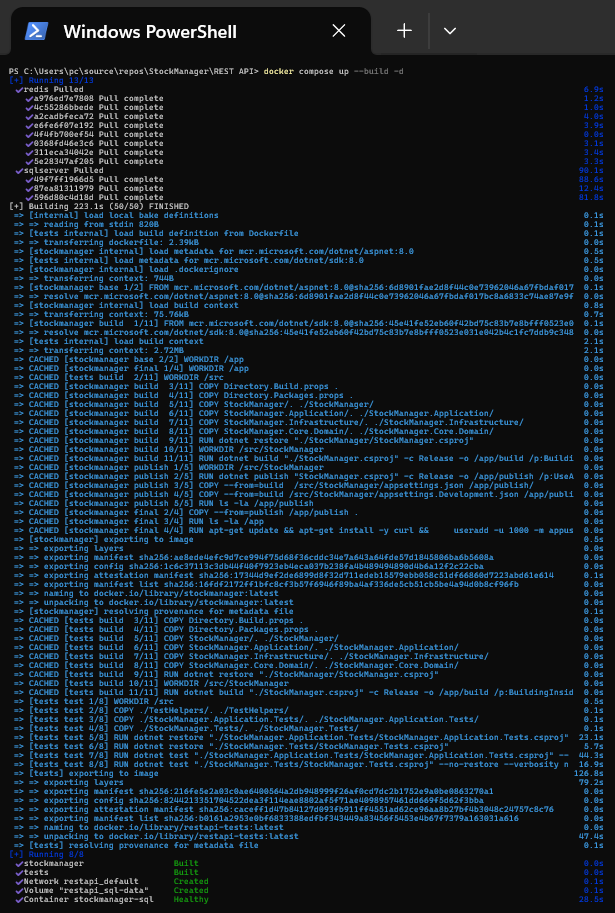 Windows PowerShell
PS C:\Users\pc\source\repos\StockManager\REST API> docker compose up --build -d
[+] Running 13/13
redis Pulled 6.9s
a976ed7e7808 Pull complete 1.2s
4c55286bbede Pull complete 1.0s
a2cadbfeca72 Pull complete 4.0s
e6fe6f07e192 Pull complete 3.9s
4f4fb700ef54 Pull complete 0.0s
0368fd46e3c6 Pull complete 3.1s
311eca34042e Pull complete 3.4s
5e28347af205 Pull complete 3.3s
sqlserver Pulled 90.1s
49f7ff1966d5 Pull complete 88.6s
87ea81311979 Pull complete 12.4s
596d80c4d18d Pull complete 81.8s
[+] Building 223.1s (50/50) FINISHED
=> [internal] load local bake definitions 0.1s
=> => reading from stdin 820B 0.1s
=> [tests internal] load build definition from Dockerfile 0.1s
=> => transferring dockerfile: 2.39kB 0.0s
=> [stockmanager internal] load metadata for mcr.microsoft.com/dotnet/aspnet:8.0 0.5s
=> [tests internal] load metadata for mcr.microsoft.com/dotnet/sdk:8.0 0.5s
=> [stockmanager internal] load .dockerignore 0.0s
=> => transferring context: 744B 0.0s
=> [stockmanager base 1/2] FROM mcr.microsoft.com/dotnet/aspnet:8.0@sha256:6d8901fae2d8f44c0e73962046a67fbdaf017 0.1s
=> => resolve mcr.microsoft.com/dotnet/aspnet:8.0@sha256:6d8901fae2d8f44c0e73962046a67fbdaf017bc8a6833c74ae87e9f 0.0s
=> [stockmanager internal] load build context 0.8s
=> => transferring context: 75.76kB 0.7s
=> [stockmanager build 1/11] FROM mcr.microsoft.com/dotnet/sdk:8.0@sha256:45e41fe52eb60f42bd75c83b7e8bfff0523e0 0.1s
=> => resolve mcr.microsoft.com/dotnet/sdk:8.0@sha256:45e41fe52eb60f42bd75c83b7e8bfff0523e031e042b4c1fc7ddb9c348 0.0s
=> [tests internal] load build context 2.1s
=> => transferring context: 2.72MB 2.1s
=> CACHED [stockmanager base 2/2] WORKDIR /app 0.0s
=> CACHED [stockmanager final 1/4] WORKDIR /app 0.0s
=> CACHED [tests build 2/11] WORKDIR /src 0.0s
=> CACHED [stockmanager build 3/11] COPY Directory.Build.props . 0.0s
=> CACHED [stockmanager build 4/11] COPY Directory.Packages.props . 0.0s
=> CACHED [stockmanager build 5/11] COPY StockManager/. ./StockManager/ 0.0s
=> CACHED [stockmanager build 6/11] COPY StockManager.Application/. ./StockManager.Application/ 0.0s
=> CACHED [stockmanager build 7/11] COPY StockManager.Infrastructure/. ./StockManager.Infrastructure/ 0.0s
=> CACHED [stockmanager build 8/11] COPY StockManager.Core.Domain/. ./StockManager.Core.Domain/ 0.0s
=> CACHED [stockmanager build 9/11] RUN dotnet restore "./StockManager/StockManager.csproj" 0.0s
=> CACHED [stockmanager build 10/11] WORKDIR /src/StockManager 0.0s
=> CACHED [stockmanager build 11/11] RUN dotnet build "./StockManager.csproj" -c Release -o /app/build /p:Buildi 0.0s
=> CACHED [stockmanager publish 1/5] WORKDIR /src/StockManager 0.0s
=> CACHED [stockmanager publish 2/5] RUN dotnet publish "StockManager.csproj" -c Release -o /app/publish /p:UseA 0.0s
=> CACHED [stockmanager publish 3/5] COPY --from=build /src/StockManager/appsettings.json /app/publish/ 0.0s
=> CACHED [stockmanager publish 4/5] COPY --from=build /src/StockManager/appsettings.Development.json /app/publi 0.0s
=> CACHED [stockmanager publish 5/5] RUN ls -la /app/publish 0.0s
=> CACHED [stockmanager final 2/4] COPY --from=publish /app/publish . 0.0s
=> CACHED [stockmanager final 3/4] RUN ls -la /app 0.0s
=> CACHED [stockmanager final 4/4] RUN apt-get update && apt-get install -y curl && useradd -u 1000 -m appus 0.0s
=> [stockmanager] exporting to image 0.5s
=> => exporting layers 0.0s
=> => exporting manifest sha256:ae8ede4efc9d7ce994f75d68f36cddc34e7a643a64fde57d1845806ba6b5608a 0.0s
=> => exporting config sha256:1c6c37113c3db44f40f7923eb4eca037b238fa4b489494890d4b6a12f2c22cba 0.0s
=> => exporting attestation manifest sha256:17344d9ef2de6899d8f32d711edeb15579ebb058c51df66860d7223abd61e614 0.1s
=> => exporting manifest list sha256:16fdf2172ff1bfc8cf3b57f6946f89ba4af336de5cb51cb5be4a94d0b8cf96fb 0.0s
=> => naming to docker.io/library/stockmanager:latest 0.0s
=> => unpacking to docker.io/library/stockmanager:latest 0.0s
=> [stockmanager] resolving provenance for metadata file 0.1s
=> CACHED [tests build 3/11] COPY Directory.Build.props . 0.0s
=> CACHED [tests build 4/11] COPY Directory.Packages.props . 0.0s
=> CACHED [tests build 5/11] COPY StockManager/. ./StockManager/ 0.0s
=> CACHED [tests build 6/11] COPY StockManager.Application/. ./StockManager.Application/ 0.0s
=> CACHED [tests build 7/11] COPY StockManager.Infrastructure/. ./StockManager.Infrastructure/ 0.0s
=> CACHED [tests build 8/11] COPY StockManager.Core.Domain/. ./StockManager.Core.Domain/ 0.0s
=> CACHED [tests build 9/11] RUN dotnet restore "./StockManager/StockManager.csproj" 0.0s
=> CACHED [tests build 10/11] WORKDIR /src/StockManager 0.0s
=> CACHED [tests build 11/11] RUN dotnet build "./StockManager.csproj" -c Release -o /app/build /p:BuildingInsid 0.0s
=> [tests test 1/8] WORKDIR /src 0.5s
=> [tests test 2/8] COPY ./TestHelpers/. ./TestHelpers/ 0.1s
=> [tests test 3/8] COPY ./StockManager.Application.Tests/. ./StockManager.Application.Tests/ 0.1s
=> [tests test 4/8] COPY ./StockManager.Tests/. ./StockManager.Tests/ 0.1s
=> [tests test 5/8] RUN dotnet restore "./StockManager.Application.Tests/StockManager.Application.Tests.csproj" 23.1s
=> [tests test 6/8] RUN dotnet restore "./StockManager.Tests/StockManager.Tests.csproj" 5.7s
=> [tests test 7/8] RUN dotnet test "./StockManager.Application.Tests/StockManager.Application.Tests.csproj" -- 44.3s
=> [tests test 8/8] RUN dotnet test "./StockManager.Tests/StockManager.Tests.csproj" --no-restore --verbosity n 16.9s
=> [tests] exporting to image 126.8s
=> => exporting layers 79.2s
=> => exporting manifest sha256:216fe5e2a03c0ae6400564a2db948999f26af0cd7dc2b1752e9a0be0863270a1 0.0s
=> => exporting config sha256:8244213351704522dea3f114eae8802af5f71ae4098957461dd669f5d62f3bba 0.0s
=> => exporting attestation manifest sha256:caceff1d47b84127d093fb911ff4551ad62ce96aa8b27bf4b3048c24757c8c76 0.0s
=> => exporting manifest list sha256:b0161a2953e0bf6833388edfbf343449a83456f5453e4b67f7379a163031a616 0.0s
=> => naming to docker.io/library/restapi-tests:latest 0.0s
=> => unpacking to docker.io/library/restapi-tests:latest 47.4s
=> [tests] resolving provenance for metadata file 0.1s
[+] Running 8/8
stockmanager Built 0.0s
tests Built 0.0s
Network restapi_default Created 0.1s
Volume "restapi_sql-data" Created 0.1s
Container stockmanager-sql Healthy 28.5s